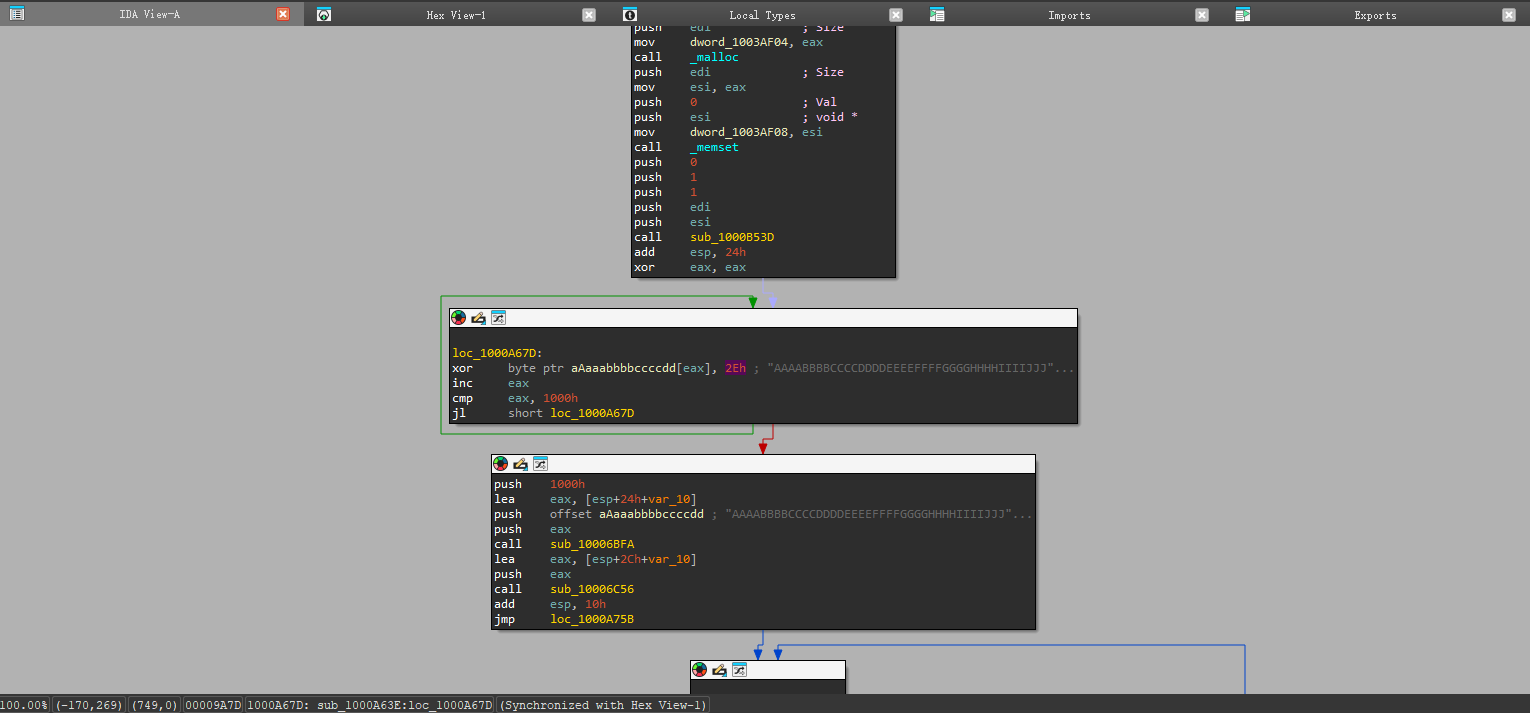 IDA View-A Hex View-1 Local Types Imports Exports
push edi ; Size
mov dword_1003AF04, eax
call _malloc
push edi ; Size
mov esi, eax
push 0 ; Val
push esi ; void *
mov dword_1003AF08, esi
call _memset
push 0
push 1
push 1
push edi
push esi
call sub_1000B53D
add esp, 24h
xor eax, eax
loc_1000A67D:
xor byte ptr aAaaabbbbccccdd[eax], 2Eh ; "AAAABBBBCCCCDDDDEEEEFFFFGGGGHHHHIIIIJJJ"...
inc eax
cmp eax, 1000h
jl short loc_1000A67D
push 1000h
lea eax, [esp+24h+var_10]
push offset aAaaabbbbccccdd ; "AAAABBBBCCCCDDDDEEEEFFFFGGGGHHHHIIIIJJJ"...
push eax
call sub_10006BFA
lea eax, [esp+2Ch+var_10]
push eax
call sub_10006C56
add esp, 10h
jmp loc_1000A75B
100.00% (-170,269) (749,0) 00009A7D 1000A67D: sub_1000A63E:loc_1000A67D (Synchronized with Hex View-1)